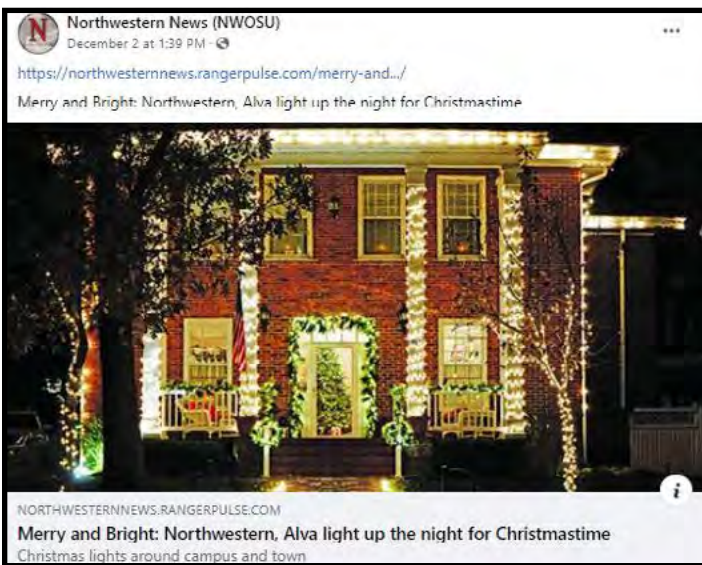 N
Northwestern News (NWOSU)
December 2 at 1:39 PM ·
https://northwesternnews.rangerpulse.com/merry-and.../
Merry and Bright: Northwestern, Alva light up the night for Christmastime
i
NORTHWESTERNNEWS.RANGERPULSE.COM
Merry and Bright: Northwestern, Alva light up the night for Christmastime
Christmas lights around campus and town